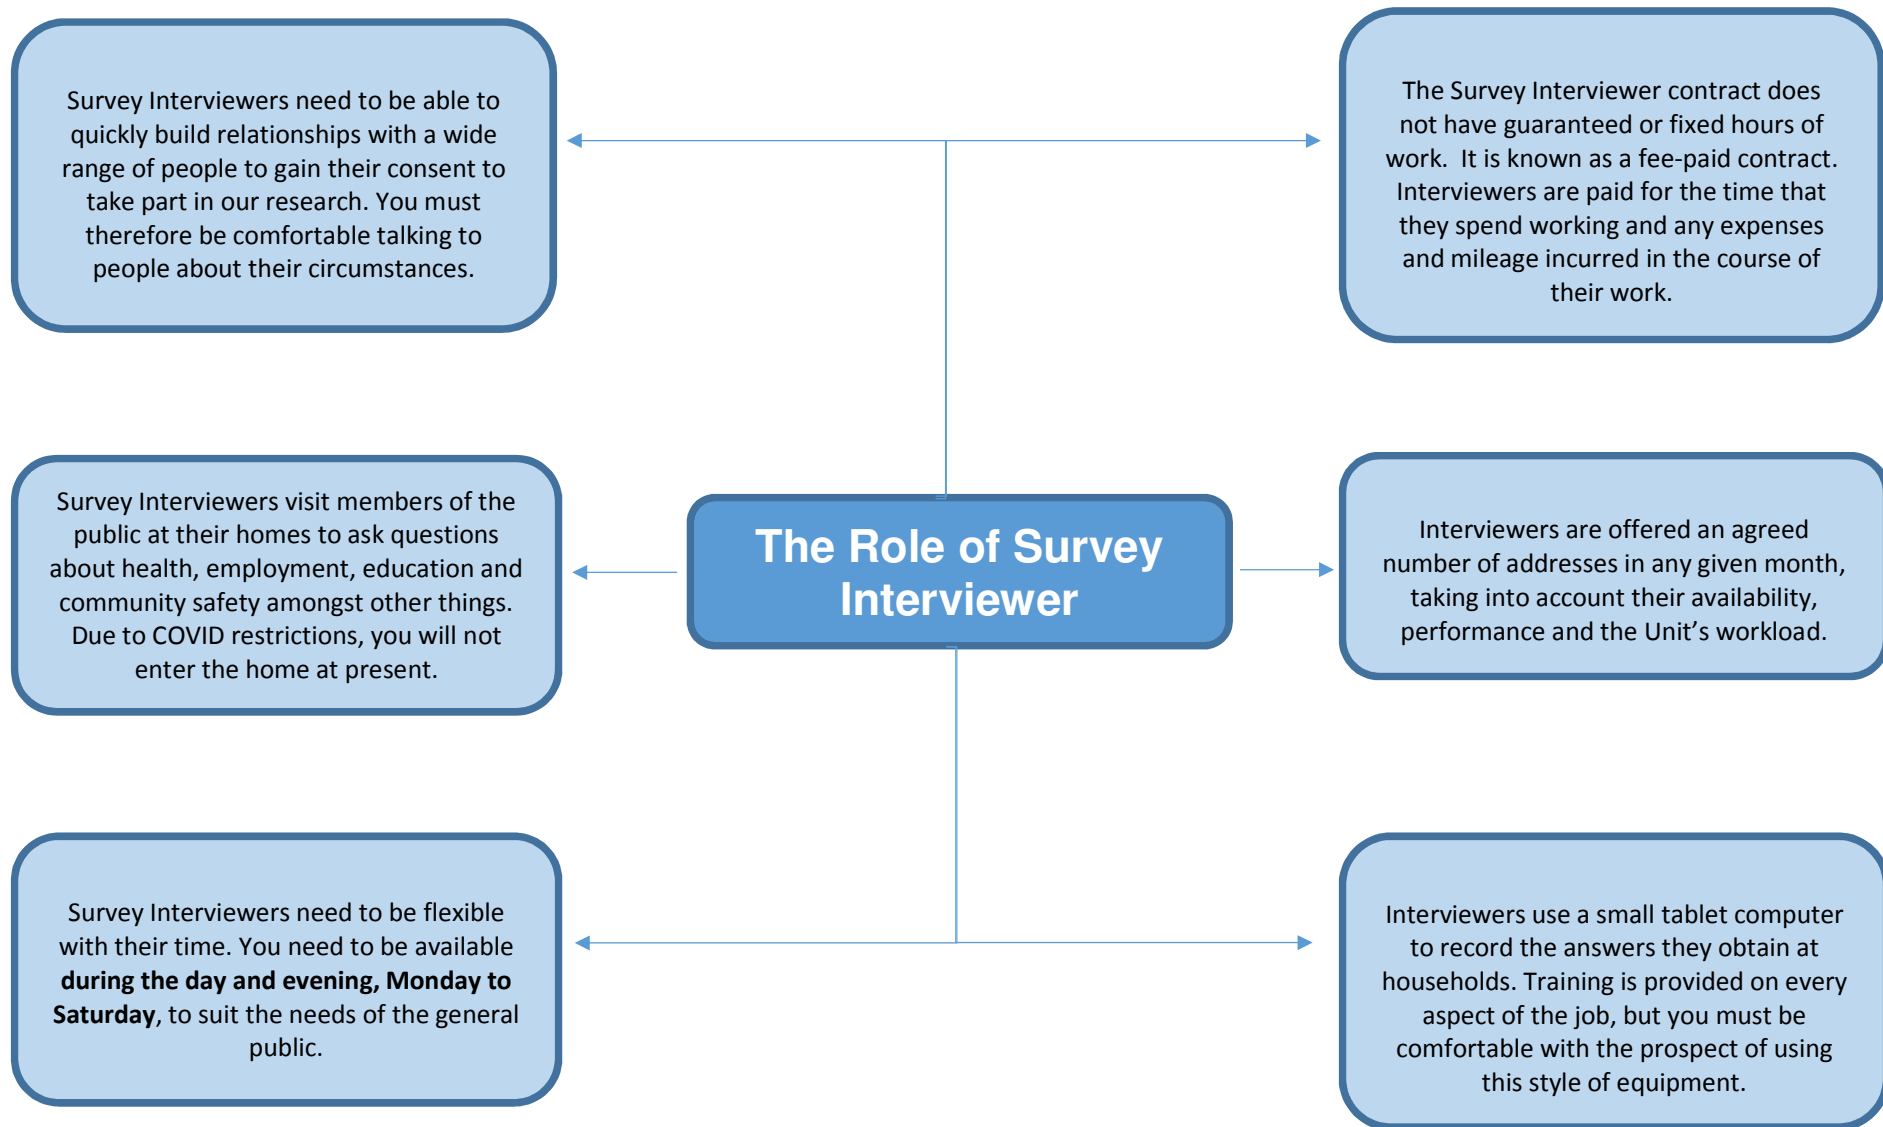 Survey Interviewers need to be able to
quickly build relationships with a wide
range of people to gain their consent to
take part in our research. You must
therefore be comfortable talking to
people about their circumstances.
The Survey Interviewer contract does
not have guaranteed or fixed hours of
work.  It is known as a fee-paid contract.
Interviewers are paid for the time that
they spend working and any expenses
and mileage incurred in the course of
their work.
Survey Interviewers visit members of the
public at their homes to ask questions
about health, employment, education and
community safety amongst other things.
Due to COVID restrictions, you will not
enter the home at present.
The Role of Survey
Interviewer
Interviewers are offered an agreed
number of addresses in any given month,
taking into account their availability,
performance and the Unit’s workload.
Survey Interviewers need to be flexible
with their time. You need to be available
during the day and evening, Monday to
Saturday, to suit the needs of the general
public.
Interviewers use a small tablet computer
to record the answers they obtain at
households. Training is provided on every
aspect of the job, but you must be
comfortable with the prospect of using
this style of equipment.